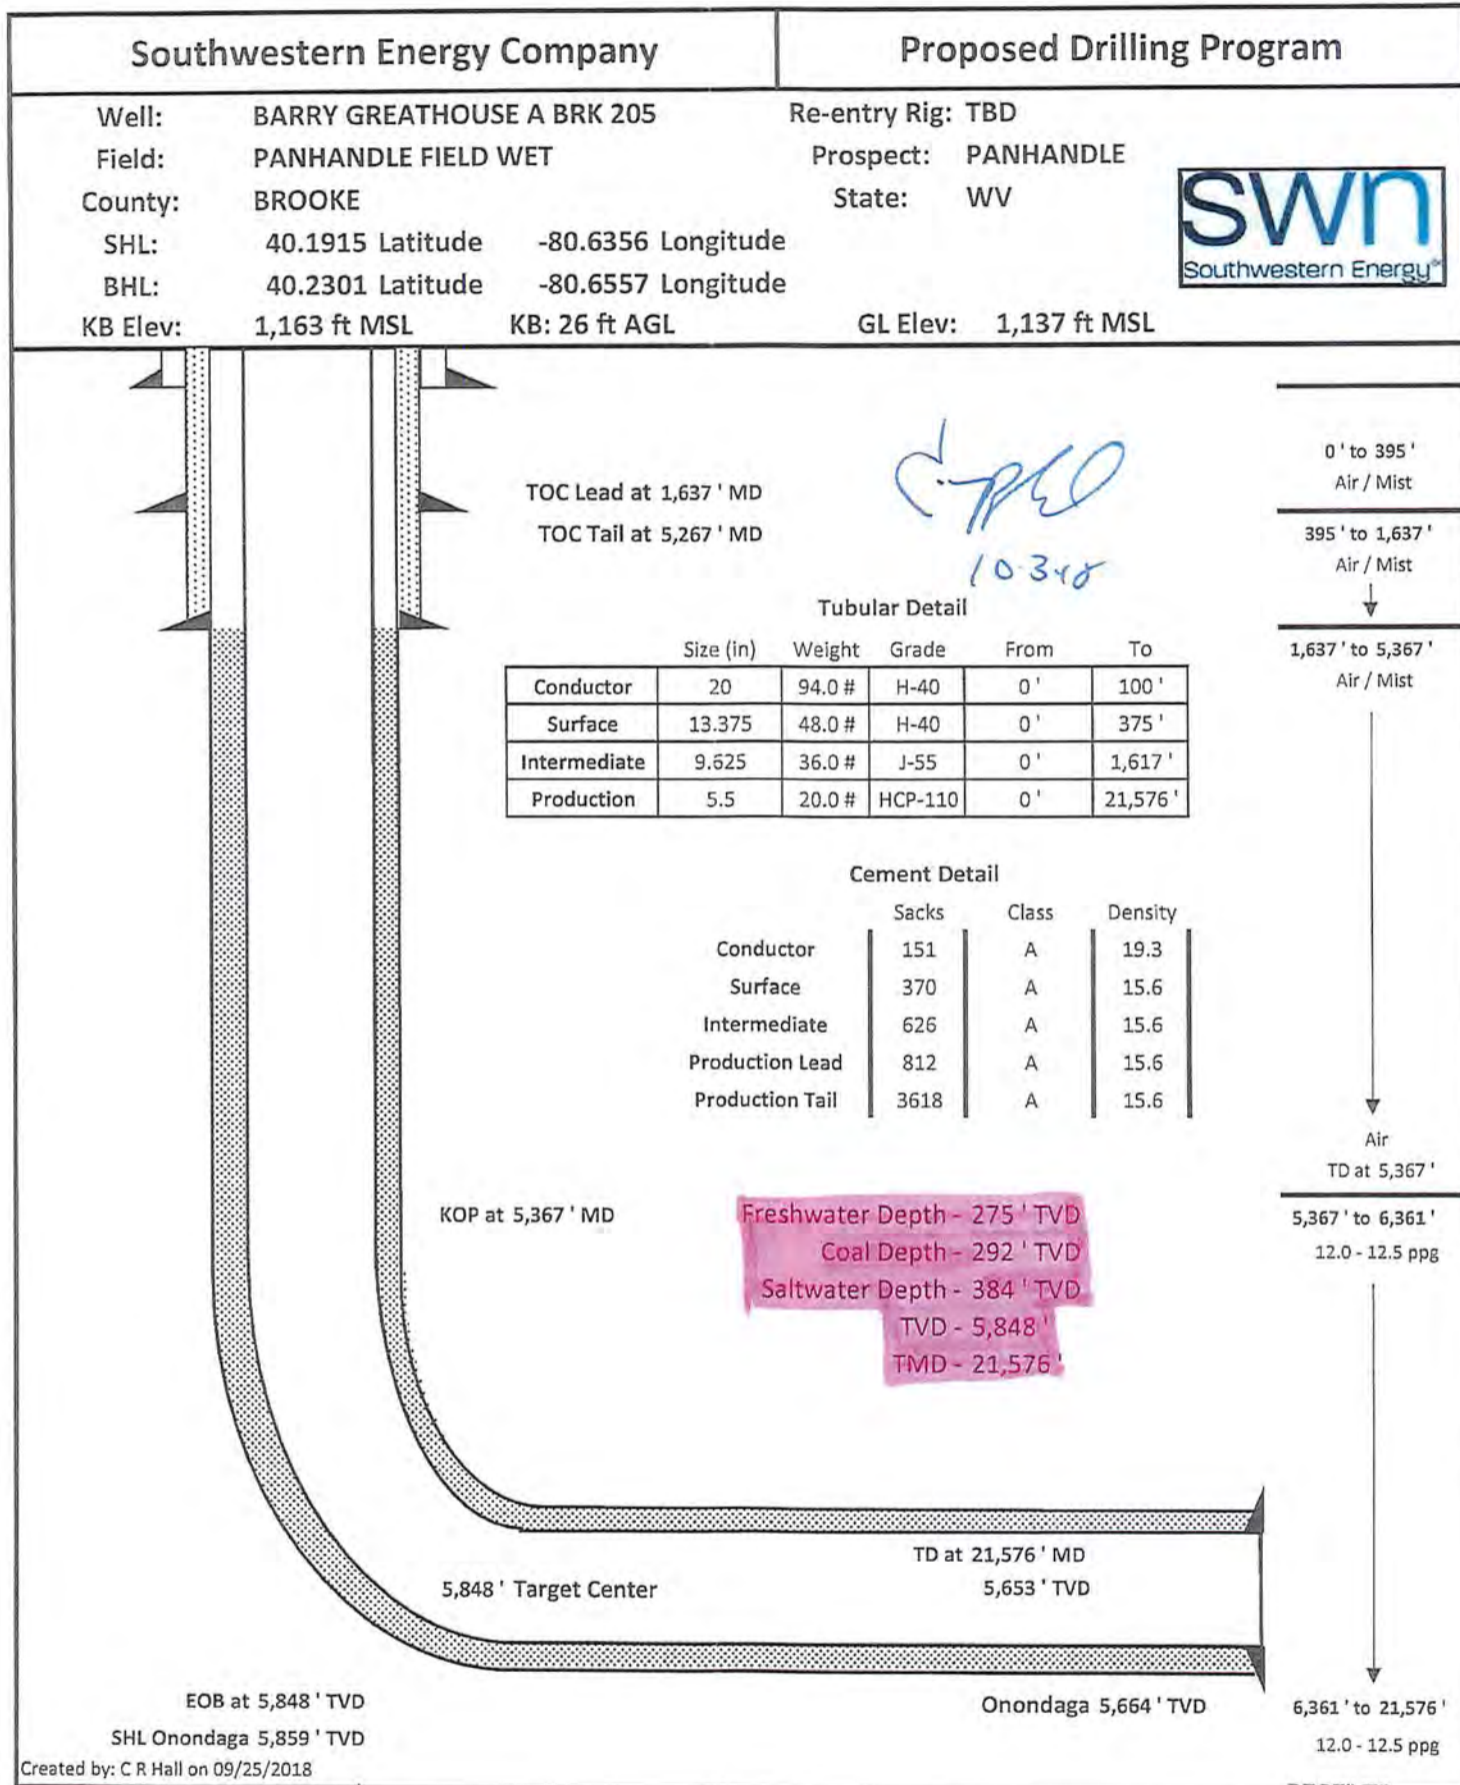 Southwestern Energy Company
Proposed Drilling Program
Well: BARRY GREATHOUSE A BRK 205 Re-entry Rig: TBD
Field: PANHANDLE FIELD WET Prospect: PANHANDLE
County: BROOKE State: WV
SHL: 40.1915 Latitude -80.6356 Longitude
BHL: 40.2301 Latitude -80.6557 Longitude
KB Elev: 1,163 ft MSL KB: 26 ft AGL GL Elev: 1,137 ft MSL
swn
Southwestern Energy
0 ' to 395 '
Air / Mist
TOC Lead at 1,637 ' MD
TOC Tail at 5,267 ' MD
395 ' to 1,637 '
Air / Mist
Tubular Detail
1,637 ' to 5,367 '
Air / Mist
Size (in) Weight Grade From To
Conductor 20 94.0 # H-40 0 ' 100 '
Surface 13.375 48.0 # H-40 0 ' 375 '
Intermediate 9.625 36.0 # J-55 0 ' 1,617 '
Production 5.5 20.0 # HCP-110 0 ' 21,576 '
Cement Detail
Sacks Class Density
Conductor 151 A 19.3
Surface 370 A 15.6
Intermediate 626 A 15.6
Production Lead 812 A 15.6
Production Tail 3618 A 15.6
Air
TD at 5,367 '
KOP at 5,367 ' MD
Freshwater Depth - 275 ' TVD
Coal Depth - 292 ' TVD
Saltwater Depth - 384 ' TVD
TVD - 5,848 '
TMD - 21,576 '
5,367 ' to 6,361 '
12.0 - 12.5 ppg
TD at 21,576 ' MD
5,848 ' Target Center
5,653 ' TVD
EOB at 5,848 ' TVD
Onondaga 5,664 ' TVD
6,361 ' to 21,576 '
SHL Onondaga 5,859 ' TVD
12.0 - 12.5 ppg
Created by: C R Hall on 09/25/2018